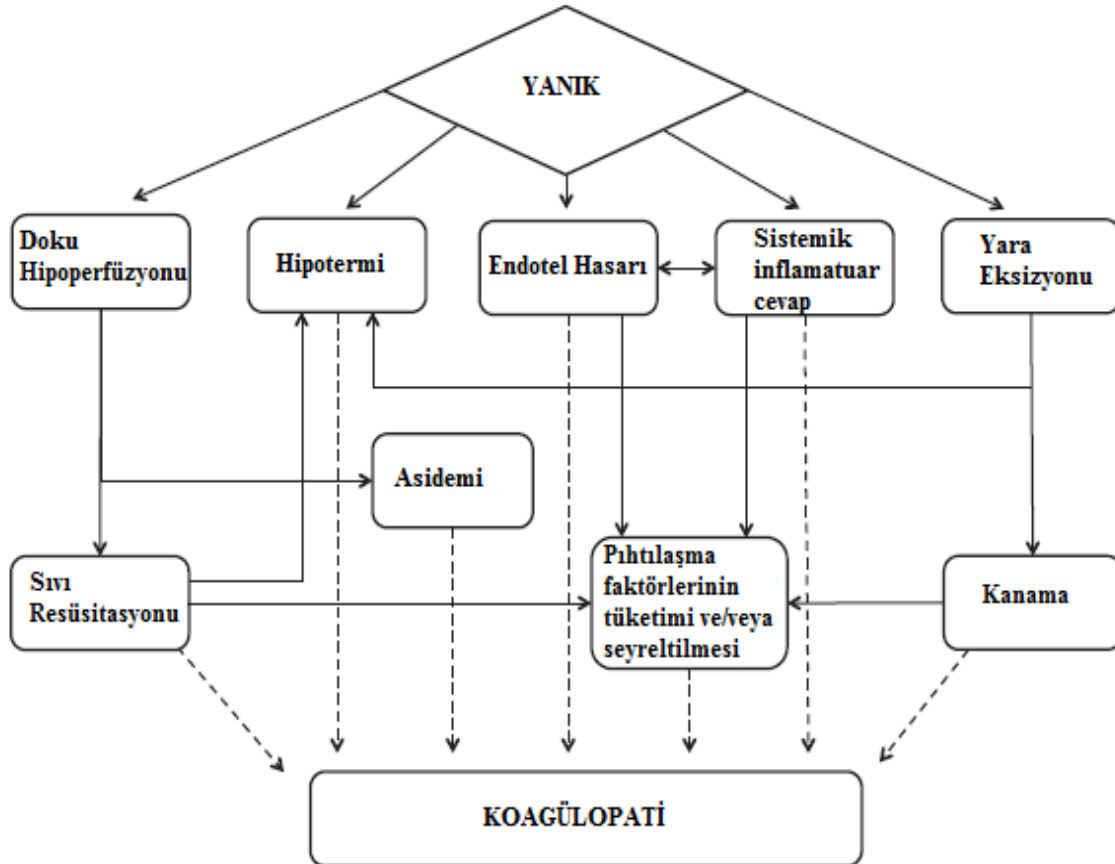 YANIK
Doku
Hipoperfüzyonu
Hipotermi
Endotel Hasarı
Sistemik
inflamatuar
cevap
Yara
Eksizyonu
Asidemi
Sıvı
Resüsitasyonu
Pıhtılaşma
faktörlerinin
tüketimi ve/veya
seyreltilmesi
Kanama
KOAGÜLOPATİ